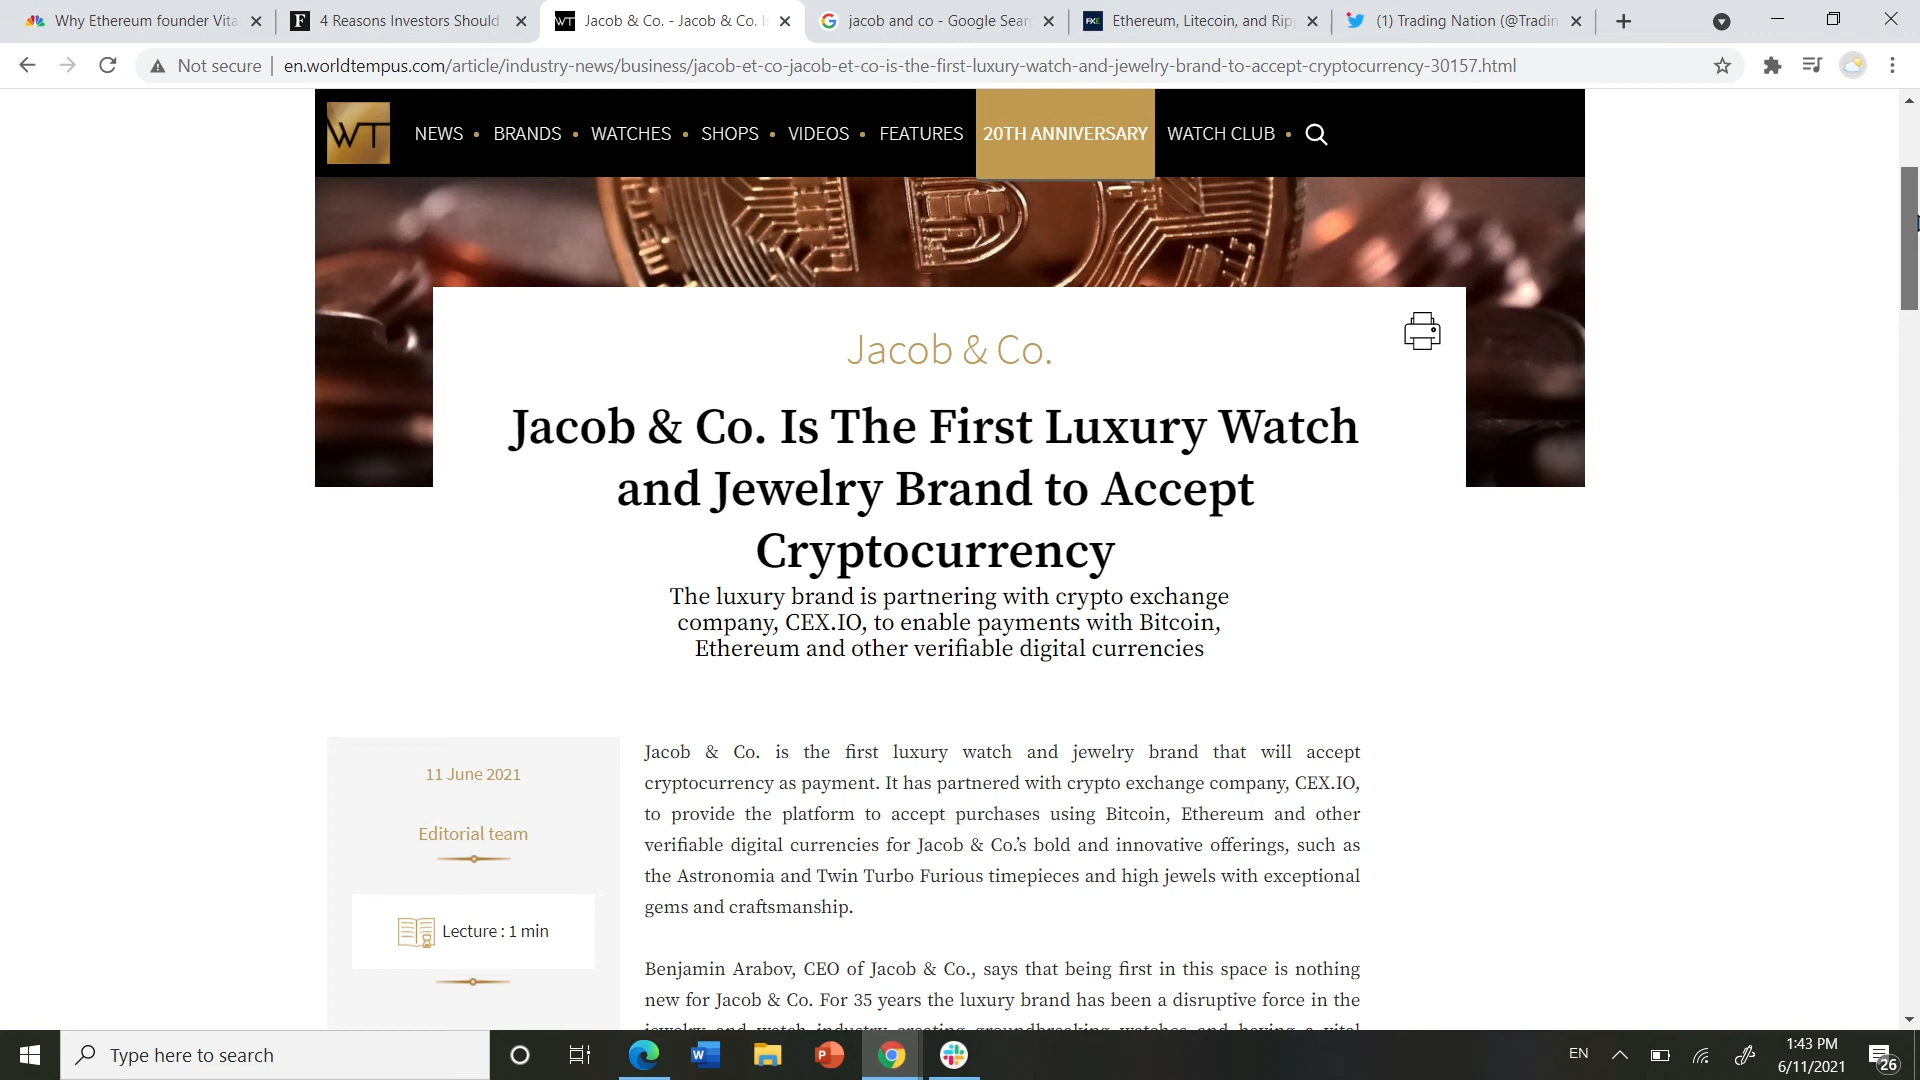 Why Ethereum founder Vita
4 Reasons Investors Should
WT
Jacob & Co. - Jacob & Co. I
jacob and co - Google Sear
FXE
Ethereum, Litecoin, and Rip
(1) Trading Nation (@Tradin
Not secure
en.worldtempus.com/article/industry-news/business/jacob-et-co-jacob-et-co-is-the-first-luxury-watch-and-jewelry-brand-to-accept-cryptocurrency-30157.html
WT
NEWS • BRANDS • WATCHES • SHOPS • VIDEOS • FEATURES 20TH ANNIVERSARY WATCH CLUB •
Jacob & Co.
Jacob & Co. Is The First Luxury Watch
and Jewelry Brand to Accept
Cryptocurrency
The luxury brand is partnering with crypto exchange
company, CEX.IO, to enable payments with Bitcoin,
Ethereum and other verifiable digital currencies
11 June 2021
Editorial team
Lecture : 1 min
Jacob & Co. is the first luxury watch and jewelry brand that will accept
cryptocurrency as payment. It has partnered with crypto exchange company, CEX.IO,
to provide the platform to accept purchases using Bitcoin, Ethereum and other
verifiable digital currencies for Jacob & Co.’s bold and innovative offerings, such as
the Astronomia and Twin Turbo Furious timepieces and high jewels with exceptional
gems and craftsmanship.
Benjamin Arabov, CEO of Jacob & Co., says that being first in this space is nothing
new for Jacob & Co. For 35 years the luxury brand has been a disruptive force in the
jewelry and watch industry creating groundbreaking watches and having a vital
Type here to search
EN
1:43 PM
6/11/2021
26